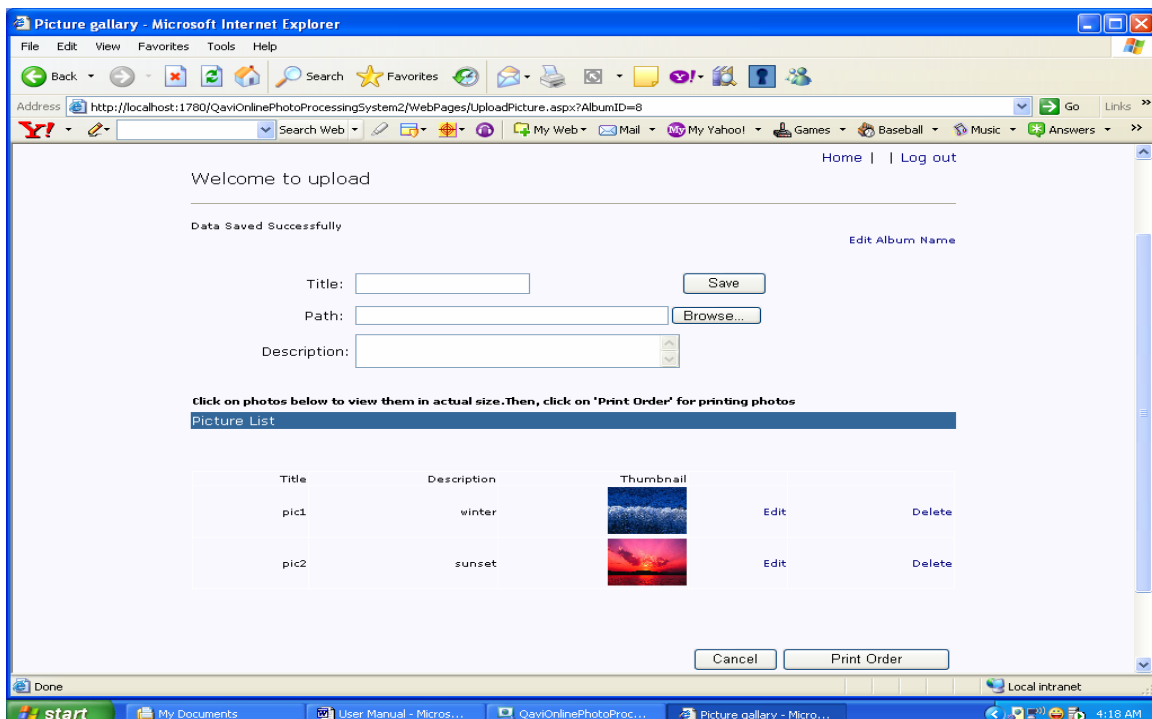 Picture gallary - Microsoft Internet Explorer
File Edit View Favorites Tools Help
Back Search Favorites
Address http://localhost:1780/QaviOnlinePhotoProcessingSystem2/WebPages/UploadPicture.aspx?AlbumID=8 Go Links »
Y! Search Web My Web Mail My My Yahoo! Games Baseball Music Answers »
Home | | Log out
Welcome to upload
Data Saved Successfully
Edit Album Name
Title: Save
Path: Browse...
Description:
Click on photos below to view them in actual size.Then, click on 'Print Order' for printing photos
Picture List
Title Description Thumbnail
pic1 winter Edit Delete
pic2 sunset Edit Delete
Cancel Print Order
Done Local intranet
start My Documents User Manual - Micros... QaviOnlinePhotoProc... Picture gallary - Micro... 4:18 AM